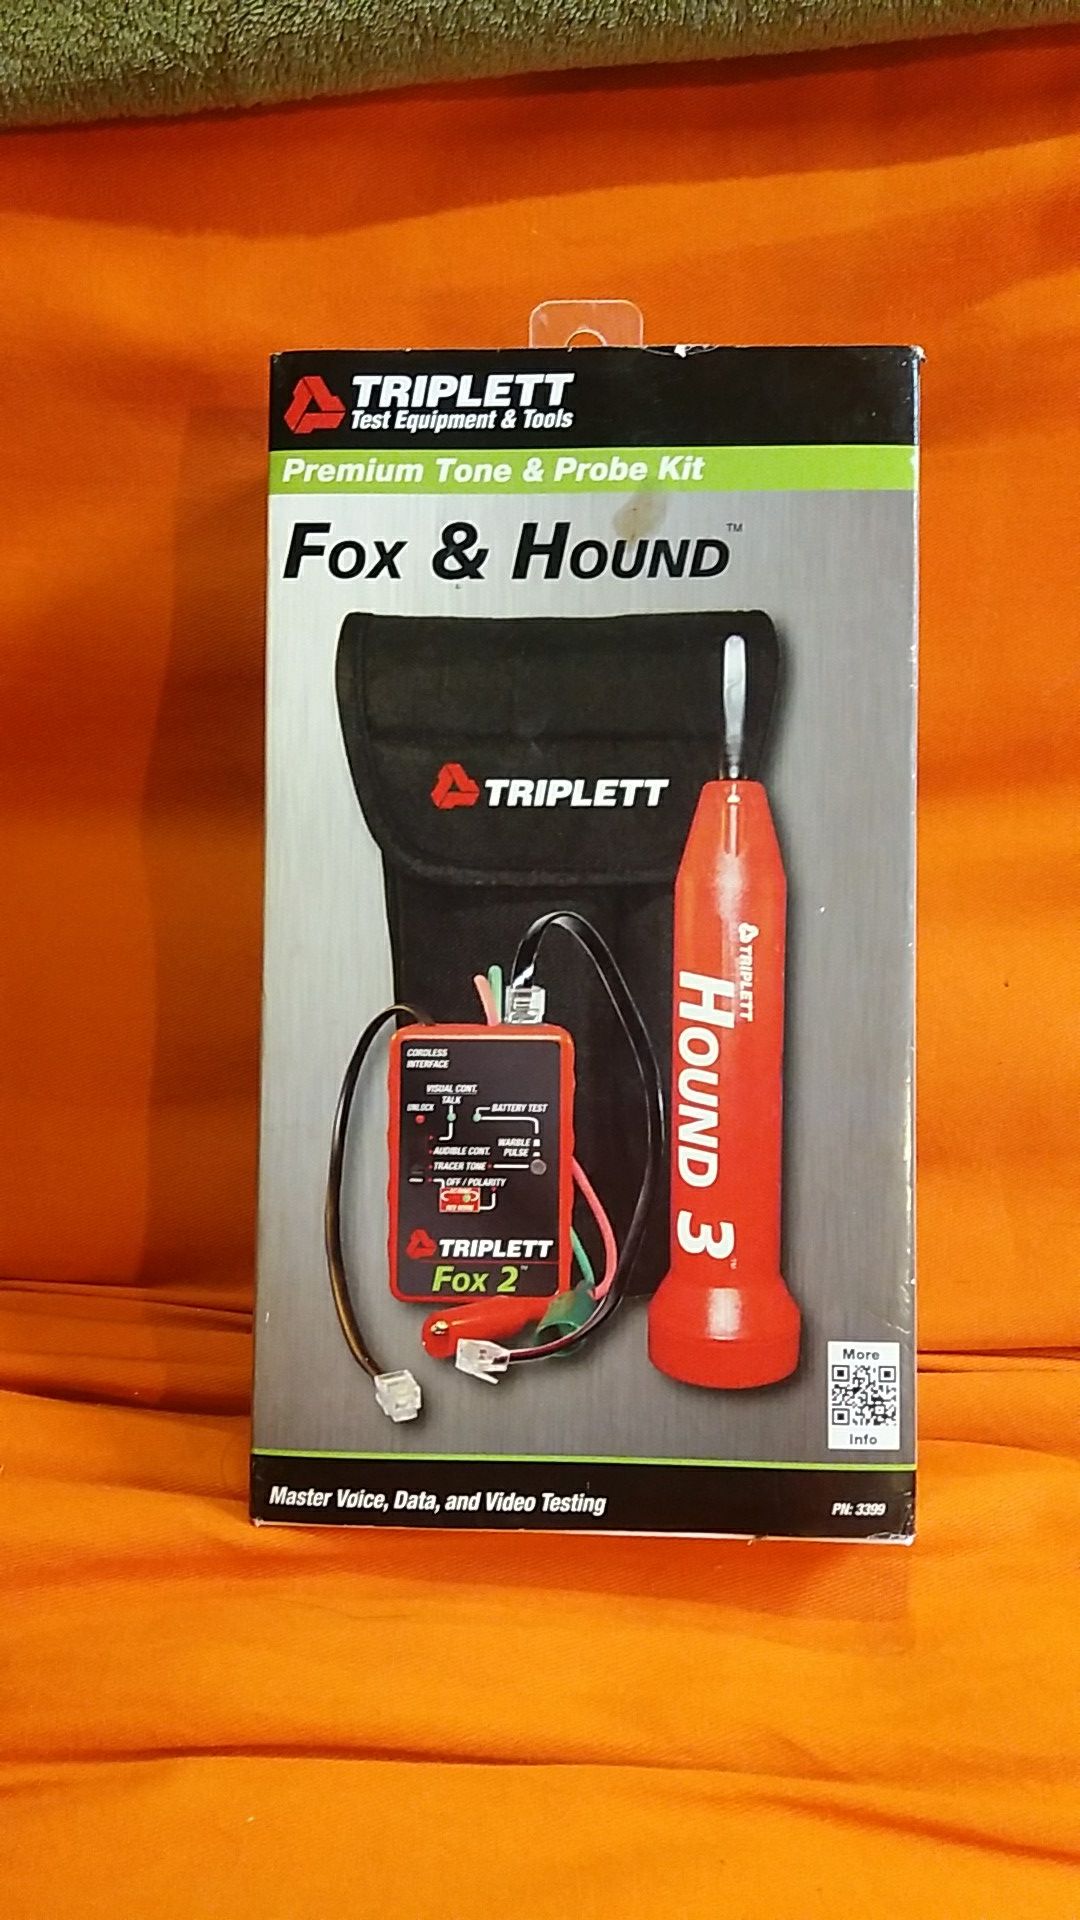 TRIPLETT
Test Equipment & Tools
Premium Tone & Probe Kit
FOX & HOUND™
TRIPLETT
TRIPLETT
HOUND 3™
CORDLESS
INTERFACE
VISUAL CONT.
TALK
UNLOCK
BATTERY TEST
WARBLE
AUDIBLE CONT.
PULSE
TRACER TONE
OFF / POLARITY
TRIPLETT
FOX 2™
More
Info
Master Voice, Data, and Video Testing
PN: 3399